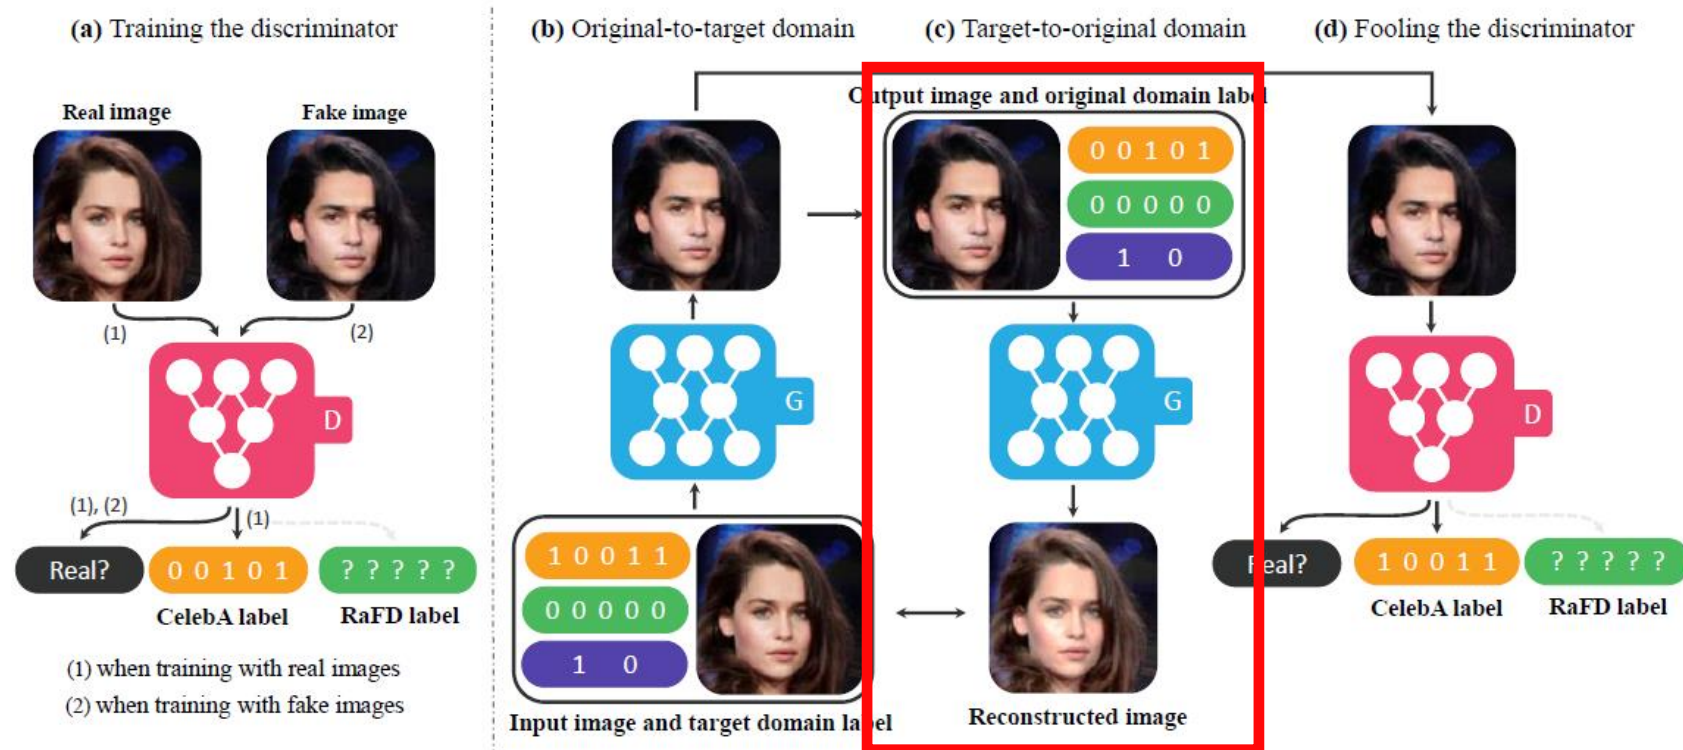 (a) Training the discriminator
(b) Original-to-target domain
(c) Target-to-original domain
(d) Fooling the discriminator
Real image
Fake image
(1)
(2)
D
(1), (2)
(1)
Real?
0 0 1 0 1
? ? ? ? ?
CelebA label
RaFD label
(1) when training with real images
(2) when training with fake images
G
1 0 0 1 1
0 0 0 0 0
1 0
Input image and target domain label
Output image and original domain label
0 0 1 0 1
0 0 0 0 0
1 0
G
Reconstructed image
D
Real?
1 0 0 1 1
? ? ? ? ?
CelebA label
RaFD label